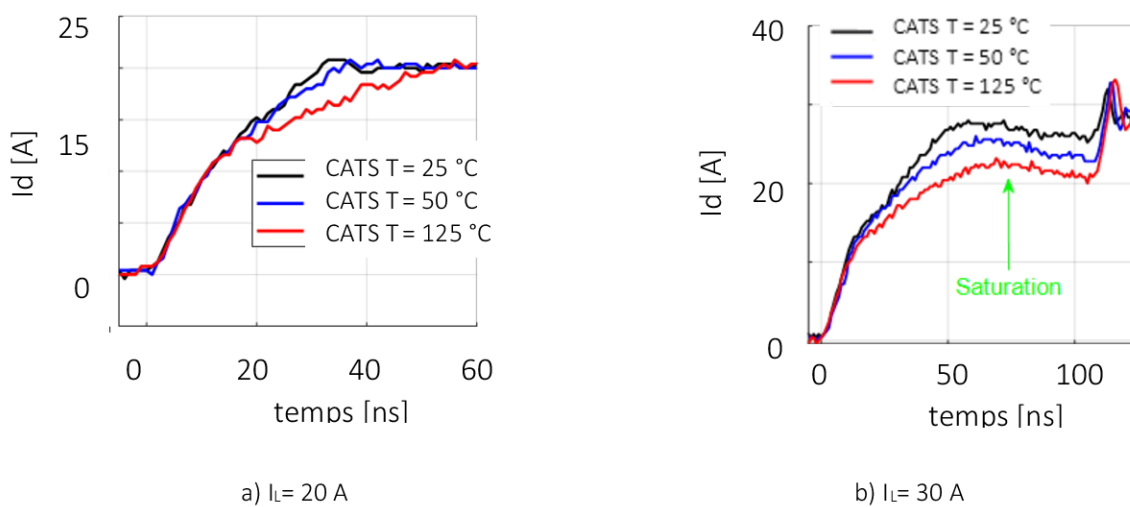 25
15
0
Id [A]
CATS T = 25 °C
CATS T = 50 °C
CATS T = 125 °C
0 20 40 60
temps [ns]
a) IL= 20 A
40
20
0
Id [A]
CATS T = 25 °C
CATS T = 50 °C
CATS T = 125 °C
Saturation
0 50 100
temps [ns]
b) IL= 30 A